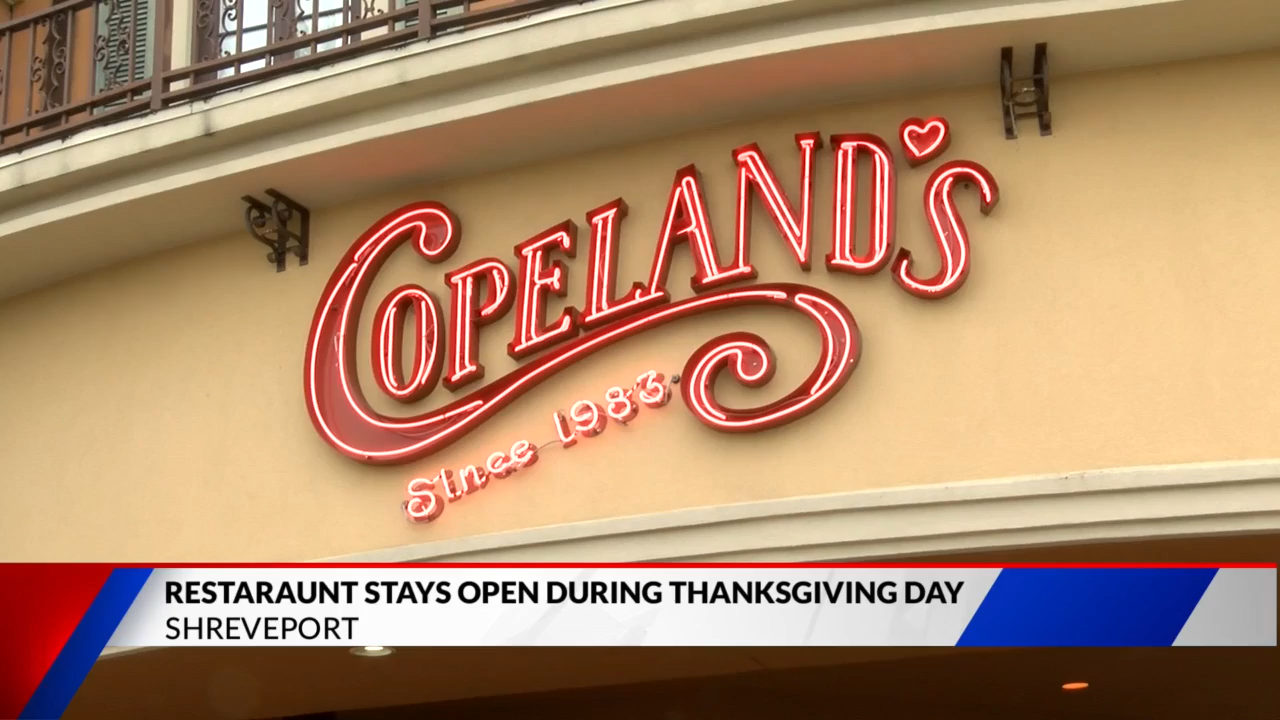 COPELAND'S
Since 1983
RESTARAUNT STAYS OPEN DURING THANKSGIVING DAY
SHREVEPORT